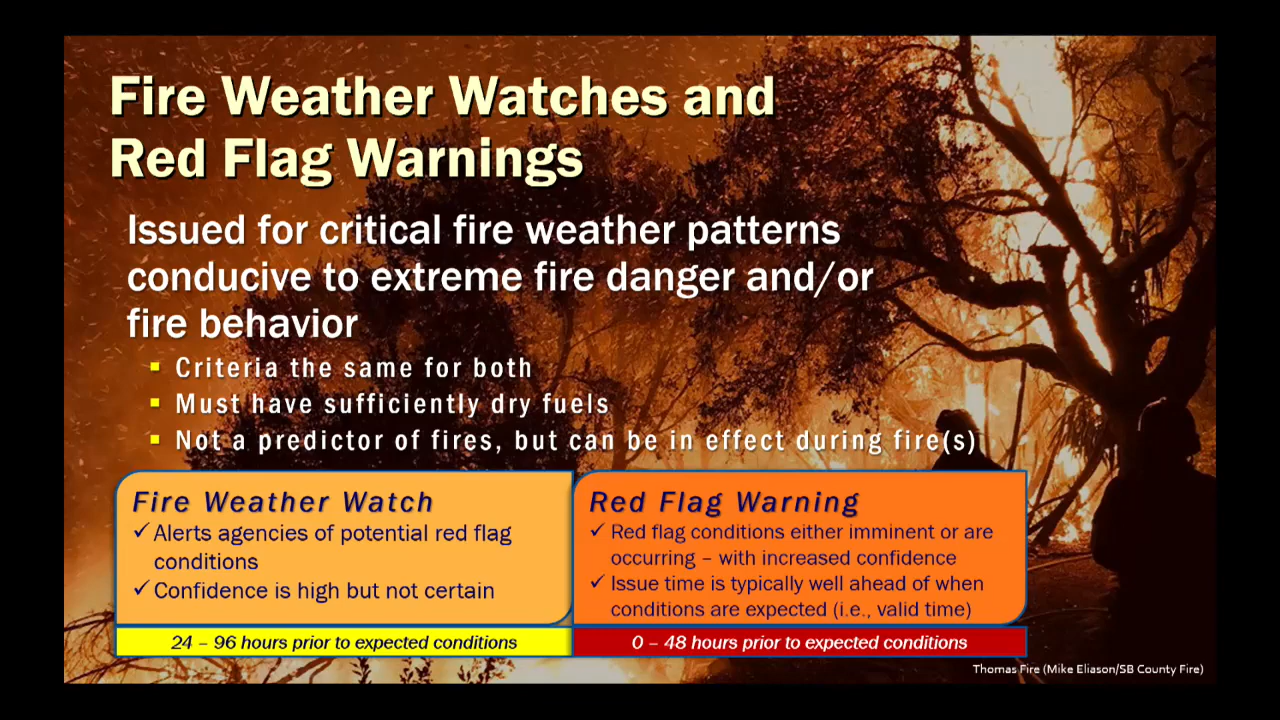 Fire Weather Watches and
Red Flag Warnings
Issued for critical fire weather patterns
conducive to extreme fire danger and/or
fire behavior
▪ Criteria the same for both
▪ Must have sufficiently dry fuels
▪ Not a predictor of fires, but can be in effect during fire(s)
Fire Weather Watch
✓ Alerts agencies of potential red flag
conditions
✓ Confidence is high but not certain
24 – 96 hours prior to expected conditions
Red Flag Warning
✓ Red flag conditions either imminent or are
occurring – with increased confidence
✓ Issue time is typically well ahead of when
conditions are expected (i.e., valid time)
0 – 48 hours prior to expected conditions
Thomas Fire (Mike Eliason/SB County Fire)